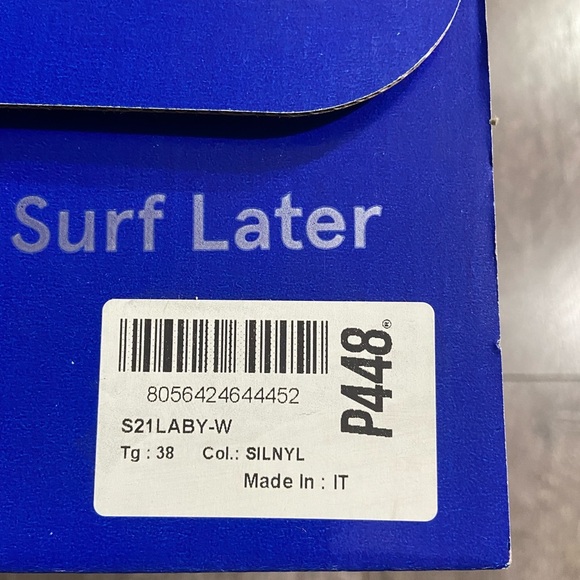 Surf Later
8056424644452
P448®
S21LABY-W
Tg : 38 Col.: SILNYL
Made In : IT